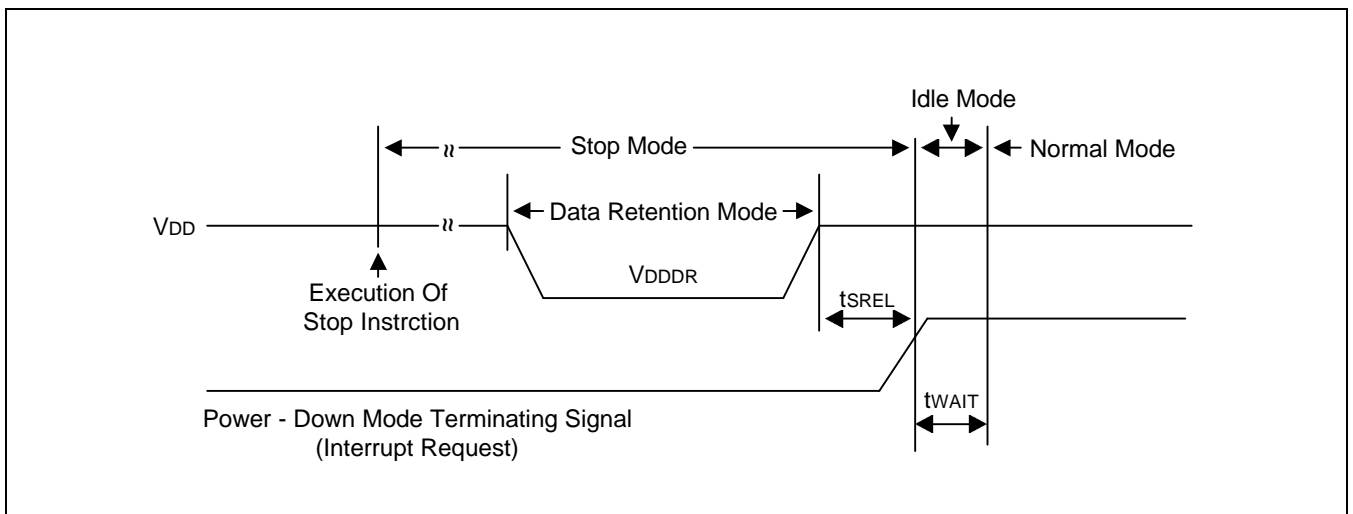 Idle Mode
Stop Mode
Normal Mode
Data Retention Mode
VDD
VDDDR
Execution Of
Stop Instrction
tSREL
tWAIT
Power - Down Mode Terminating Signal
(Interrupt Request)